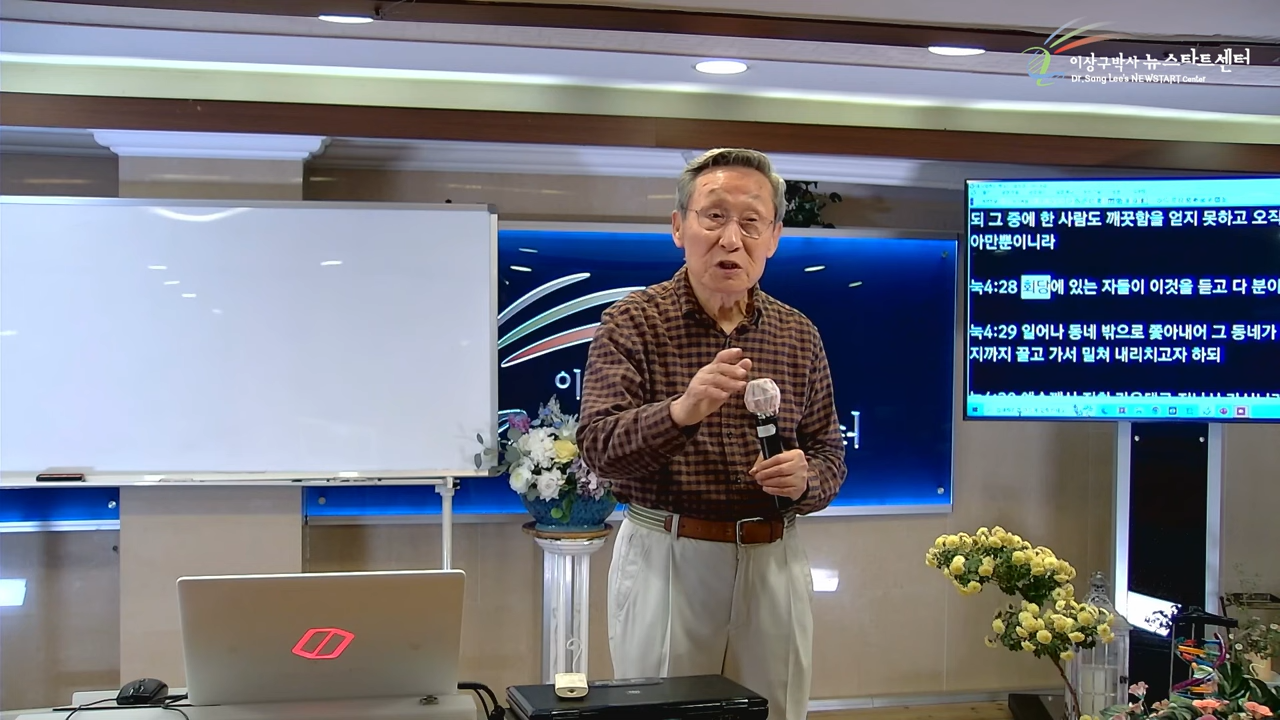 이상구박사 뉴스타트센터
Dr. Sang Lee's NEWSTART Center
되 그 중에 한 사람도 깨끗함을 얻지 못하고 오직
아만뿐이니라
눅4:28 회당에 있는 자들이 이것을 듣고 다 분이
눅4:29 일어나 동네 밖으로 쫓아내어 그 동네가
지까지 끌고 가서 밀쳐 내리치고자 하되
이